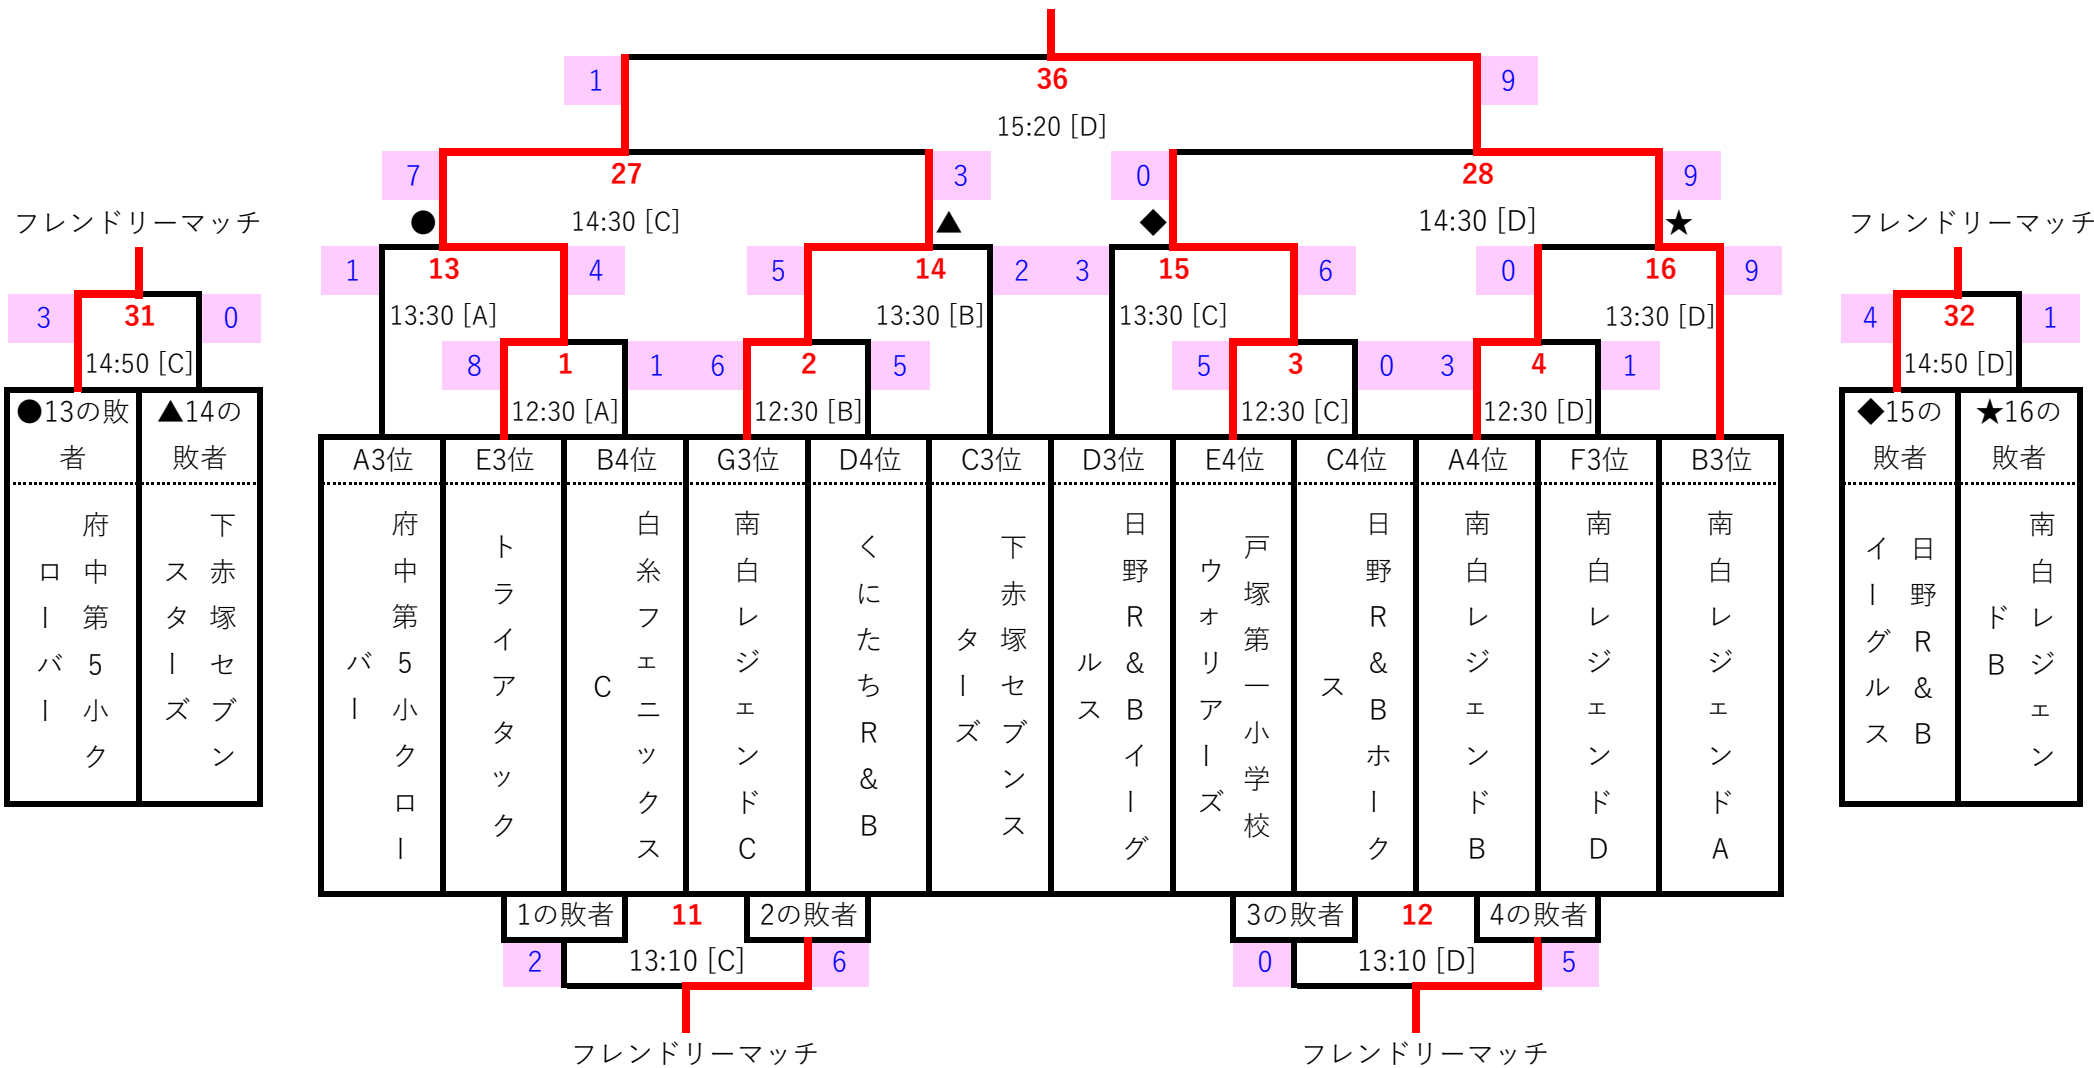 1
36
9
15:20 [D]
7
27
3
0
28
9
フレンドリーマッチ
●
14:30 [C]
▲
◆
14:30 [D]
★
フレンドリーマッチ
1
13
4
5
14
2
3
15
6
0
16
9
3
31
0
13:30 [A]
13:30 [B]
13:30 [C]
13:30 [D]
4
32
1
14:50 [C]
8
1
1
6
2
5
5
3
0
3
4
1
14:50 [D]
12:30 [A]
12:30 [B]
12:30 [C]
12:30 [D]
●13の敗
者
▲14の
敗者
府中第5小ク
ローバー
下赤塚セブン
スターズ
A3位
E3位
B4位
G3位
D4位
C3位
D3位
E4位
C4位
A4位
F3位
B3位
府中第5小クロー
バー
トライアタック
白糸フェニックス
C
南白レジェンドC
くにたちR&B
下赤塚セブンス
ターズ
日野R&Bイーグ
ルス
戸塚第一小学校
ウォリアーズ
日野R&Bホーク
ス
南白レジェンドB
南白レジェンドD
南白レジェンドA
◆15の
敗者
★16の
敗者
日野R&B
イーグルス
南白レジェン
ドB
1の敗者
11
2の敗者
3の敗者
12
4の敗者
2
13:10 [C]
6
0
13:10 [D]
5
フレンドリーマッチ
フレンドリーマッチ